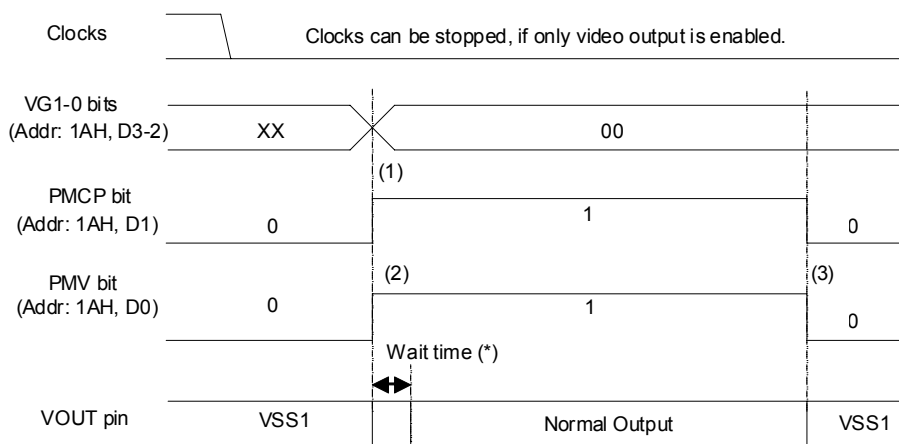 Clocks
Clocks can be stopped, if only video output is enabled.
VG1-0 bits
(Addr: 1AH, D3-2)
XX
00
(1)
PMCP bit
(Addr: 1AH, D1)
0
1
0
(2)
(3)
PMV bit
(Addr: 1AH, D0)
0
1
0
Wait time (*)
VOUT pin
VSS1
Normal Output
VSS1